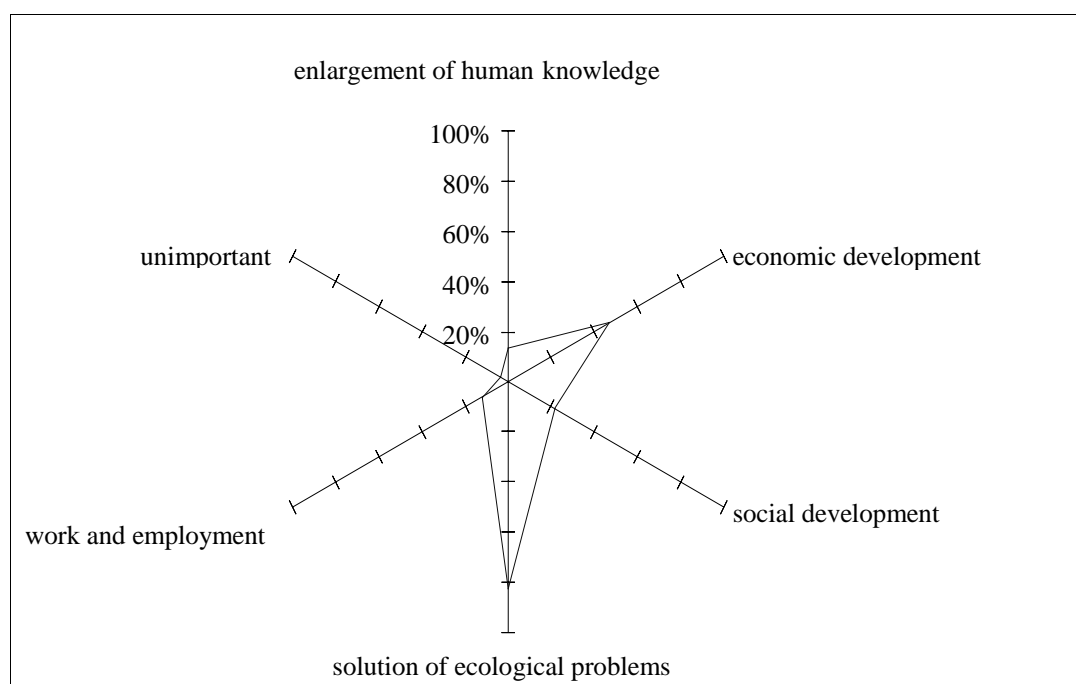 enlargement of human knowledge
100%
80%
60%
unimportant
economic development
40%
20%
work and employment
social development
solution of ecological problems